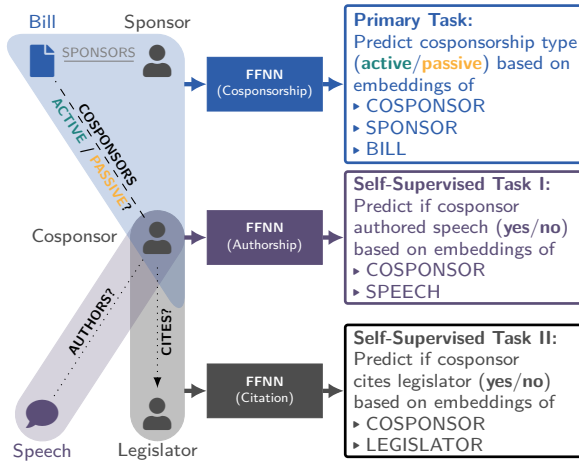 Bill
Sponsor
SPONSORS
COSPONSORS
ACTIVE / PASSIVE?
Cosponsor
AUTHORS?
CITES?
Speech
Legislator
FFNN
(Cosponsorship)
FFNN
(Authorship)
FFNN
(Citation)
Primary Task:
Predict cosponsorship type
(active/passive) based on
embeddings of
▸ COSPONSOR
▸ SPONSOR
▸ BILL
Self-Supervised Task I:
Predict if cosponsor
authored speech (yes/no)
based on embeddings of
▸ COSPONSOR
▸ SPEECH
Self-Supervised Task II:
Predict if cosponsor
cites legislator (yes/no)
based on embeddings of
▸ COSPONSOR
▸ LEGISLATOR